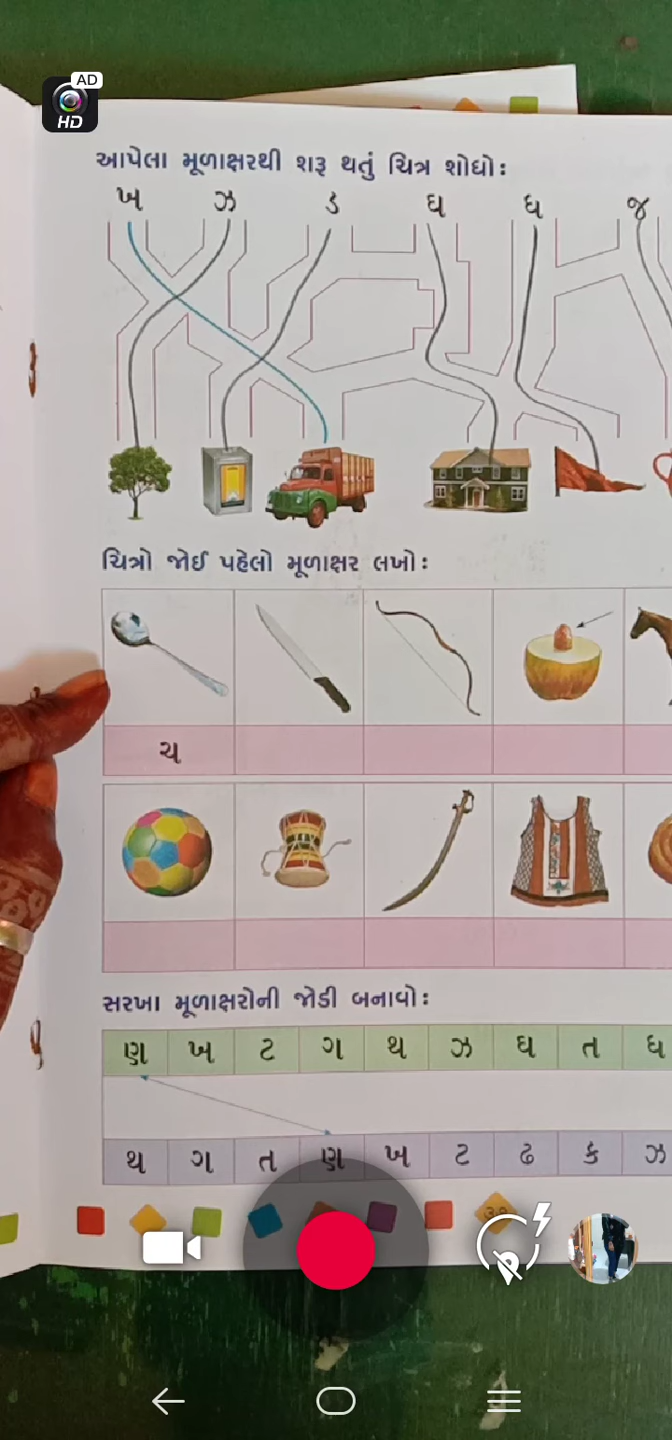 AD
HD
આપેલા મૂળાક્ષરથી શરૂ થતું ચિત્ર શોધો :
ખ ઝ ડ ઘ ધ જ
ચિત્રો જોઈ પહેલો મૂળાક્ષર લખો :
ચ
સરખા મૂળાક્ષરોની જોડી બનાવો :
ણ ખ ટ ગ થ ઝ ઘ ત ધ
થ ગ ત ણ ખ ટ ઢ ક ઝ